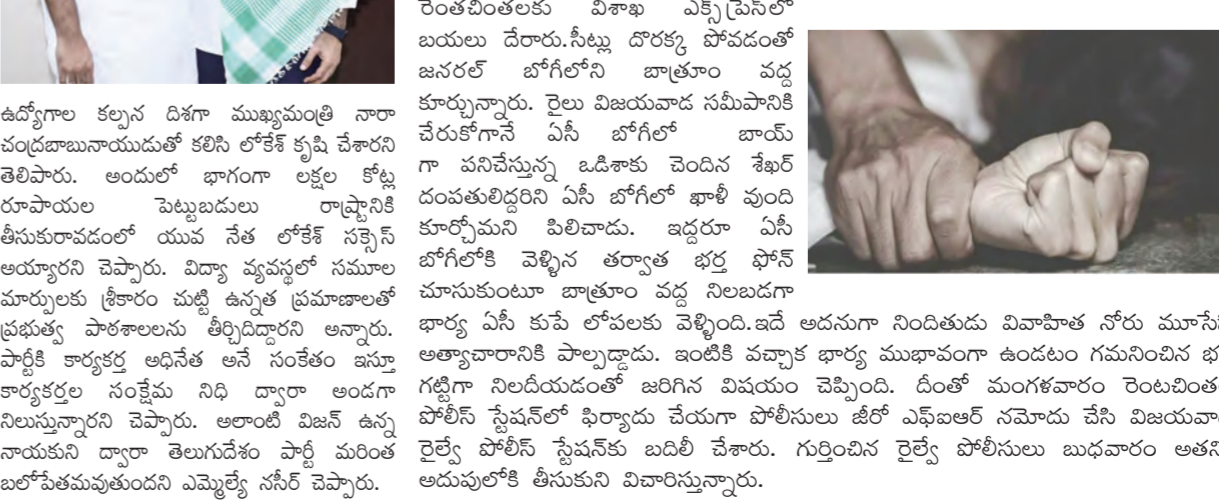 ఉద్యోగాల కల్పన దిశగా ముఖ్యమంత్రి నారా
చంద్రబాబునాయుడుతో కలిసి లోకేశ్ కృషి చేశారని
తెలిపారు. అందులో భాగంగా లక్షల కోట్ల
రూపాయల పెట్టుబడులు రాష్ట్రానికి
తీసుకురావడంలో యువ నేత లోకేశ్ సక్సెస్
అయ్యారని చెప్పారు. విద్యా వ్యవస్థలో సమూల
మార్పులకు శ్రీకారం చుట్టి ఉన్నత ప్రమాణాలతో
ప్రభుత్వ పాఠశాలలను తీర్చిదిద్దారని అన్నారు.
పార్టీకి కార్యకర్త అధినేత అనే సంకేతం ఇస్తూ
కార్యకర్తల సంక్షేమ నిధి ద్వారా అండగా
నిలుస్తున్నారని చెప్పారు. అలాంటి విజన్ ఉన్న
నాయకుని ద్వారా తెలుగుదేశం పార్టీ మరింత
బలోపేతమవుతుందని ఎమ్మెల్యే నసీర్ చెప్పారు.
రెంతచింతలకు విశాఖ ఎక్స్‌ప్రెస్‌లో
బయలు దేరారు.సీట్లు దొరక్క పోవడంతో
జనరల్ బోగీలోని బాత్రూం వద్ద
కూర్చున్నారు. రైలు విజయవాడ సమీపానికి
చేరుకోగానే ఏసీ బోగీలో బాయ్
గా పనిచేస్తున్న ఒడిశాకు చెందిన శేఖర్
దంపతులిద్దరిని ఏసీ బోగీలో ఖాళీ వుంది
కూర్చోమని పిలిచాడు. ఇద్దరూ ఏసీ
బోగీలోకి వెళ్ళిన తర్వాత భర్త ఫోన్
చూసుకుంటూ బాత్రూం వద్ద నిలబడగా
భార్య ఏసీ కుపే లోపలకు వెళ్ళింది.ఇదే అదనుగా నిందితుడు వివాహిత నోరు మూసేసి
అత్యాచారానికి పాల్పడ్డాడు. ఇంటికి వచ్చాక భార్య ముభావంగా ఉండటం గమనించిన భ
గట్టిగా నిలదీయడంతో జరిగిన విషయం చెప్పింది. దీంతో మంగళవారం రెంటచింత
పోలీస్ స్టేషన్‌లో ఫిర్యాదు చేయగా పోలీసులు జీరో ఎఫ్ఐఆర్ నమోదు చేసి విజయవా
రైల్వే పోలీస్ స్టేషన్‌కు బదిలీ చేశారు. గుర్తించిన రైల్వే పోలీసులు బుధవారం అతని
అదుపులోకి తీసుకుని విచారిస్తున్నారు.